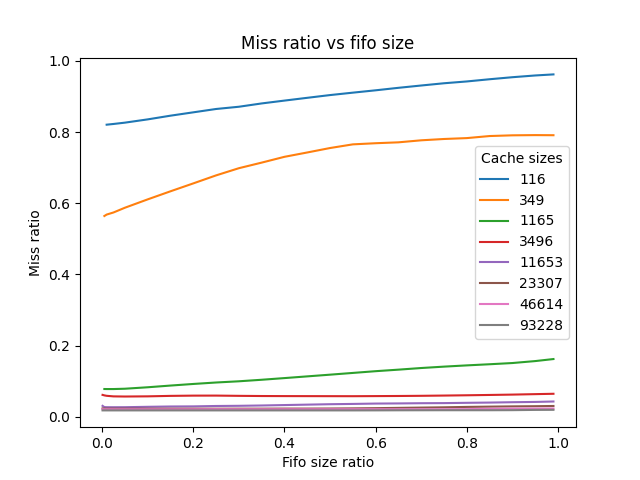 Miss ratio vs fifo size
1.0
0.8
0.6
0.4
0.2
0.0
Miss ratio
Cache sizes
116
349
1165
3496
11653
23307
46614
93228
0.0 0.2 0.4 0.6 0.8 1.0
Fifo size ratio